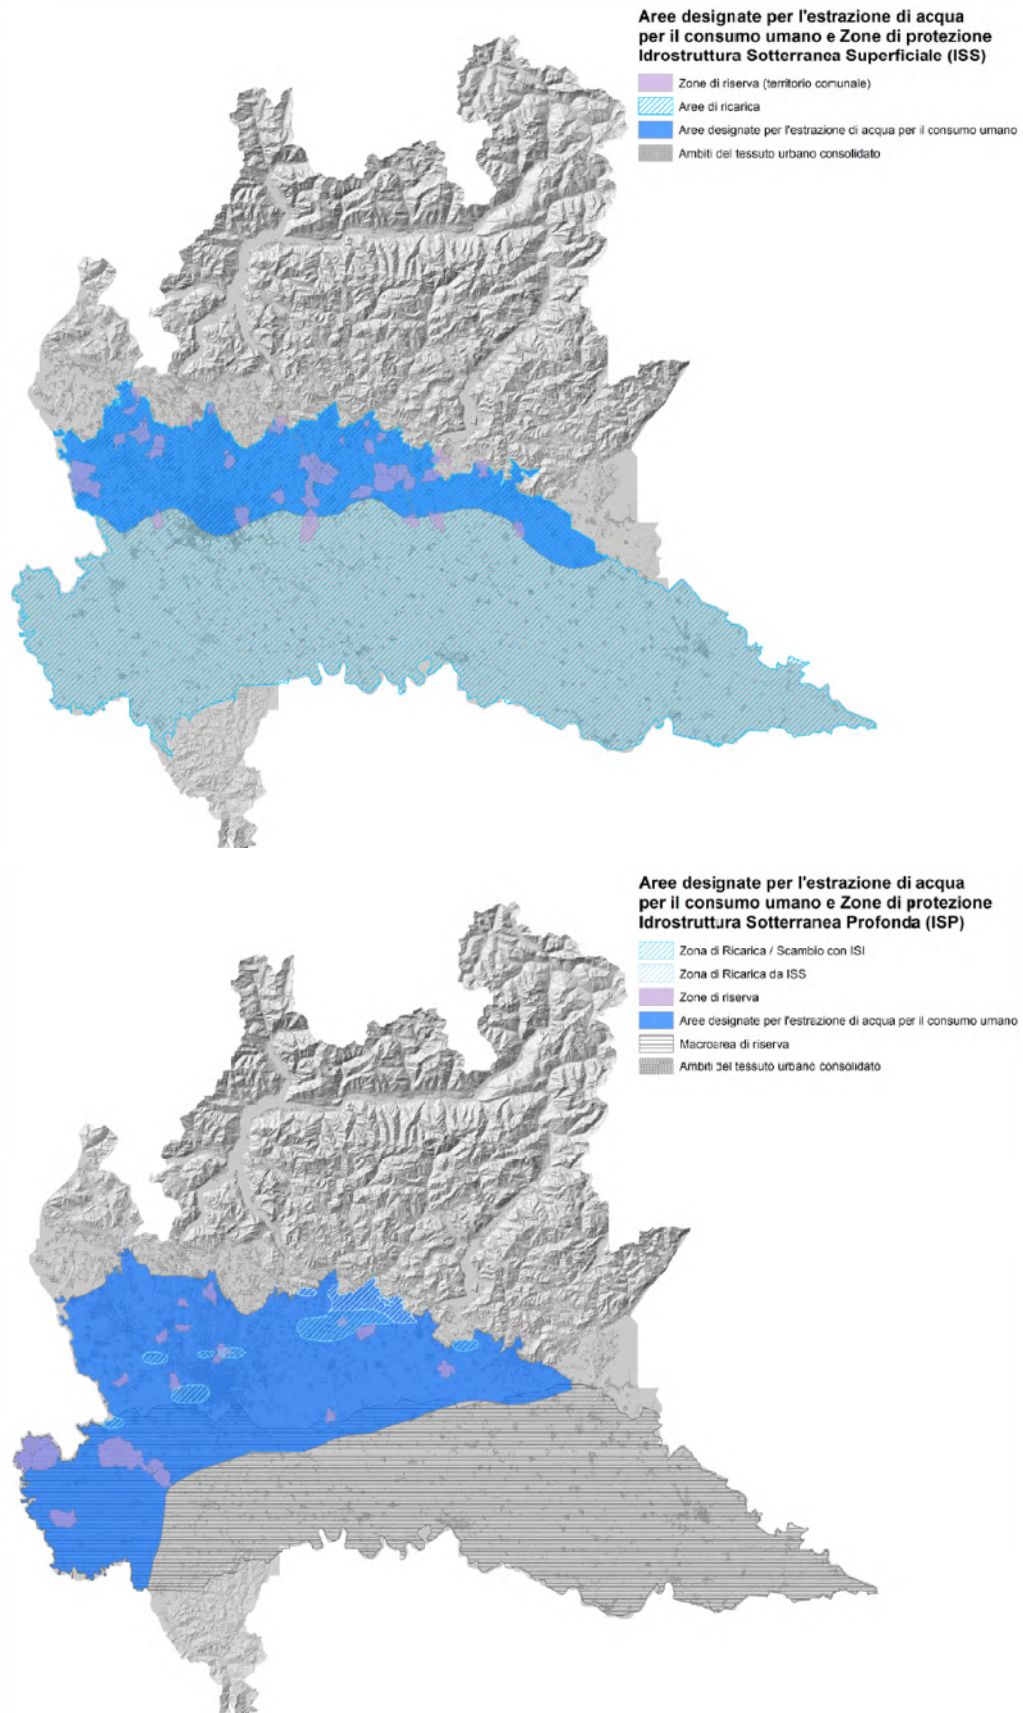 Aree designate per l'estrazione di acqua
per il consumo umano e Zone di protezione
Idrostruttura Sotterranea Superficiale (ISS)
Zone di riserva (territorio comunale)
Aree di ricarica
Aree designate per l'estrazione di acqua per il consumo umano
Ambiti del tessuto urbano consolidato
Aree designate per l'estrazione di acqua
per il consumo umano e Zone di protezione
Idrostruttura Sotterranea Profonda (ISP)
Zona di Ricarica / Scambio con ISI
Zona di Ricarica da ISS
Zone di riserva
Aree designate per l'estrazione di acqua per il consumo umano
Macroarea di riserva
Ambiti del tessuto urbano consolidato